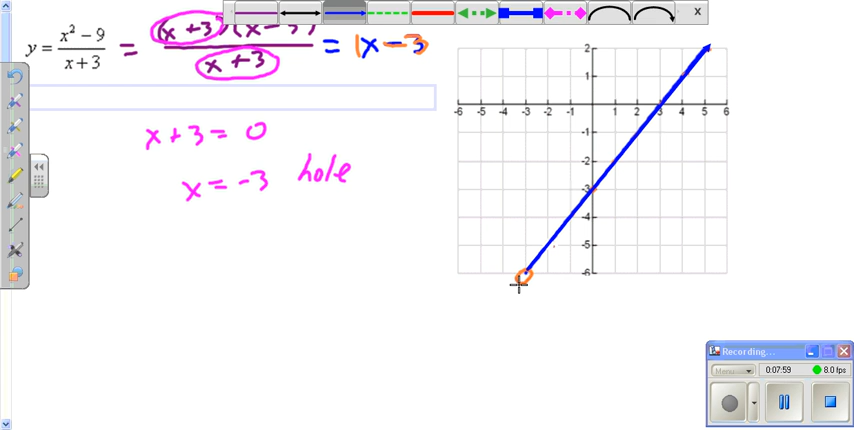 y = x² − 9 / x + 3 = (x + 3)(x − 3) / x + 3 = 1x − 3
x + 3 = 0
x = -3 hole
2
1
-6 -5 -4 -3 -2 -1 1 2 3 4 5 6
-1
-2
-3
-4
-5
-6
x
Recording...
Menu 0:07:59 8.0 fps